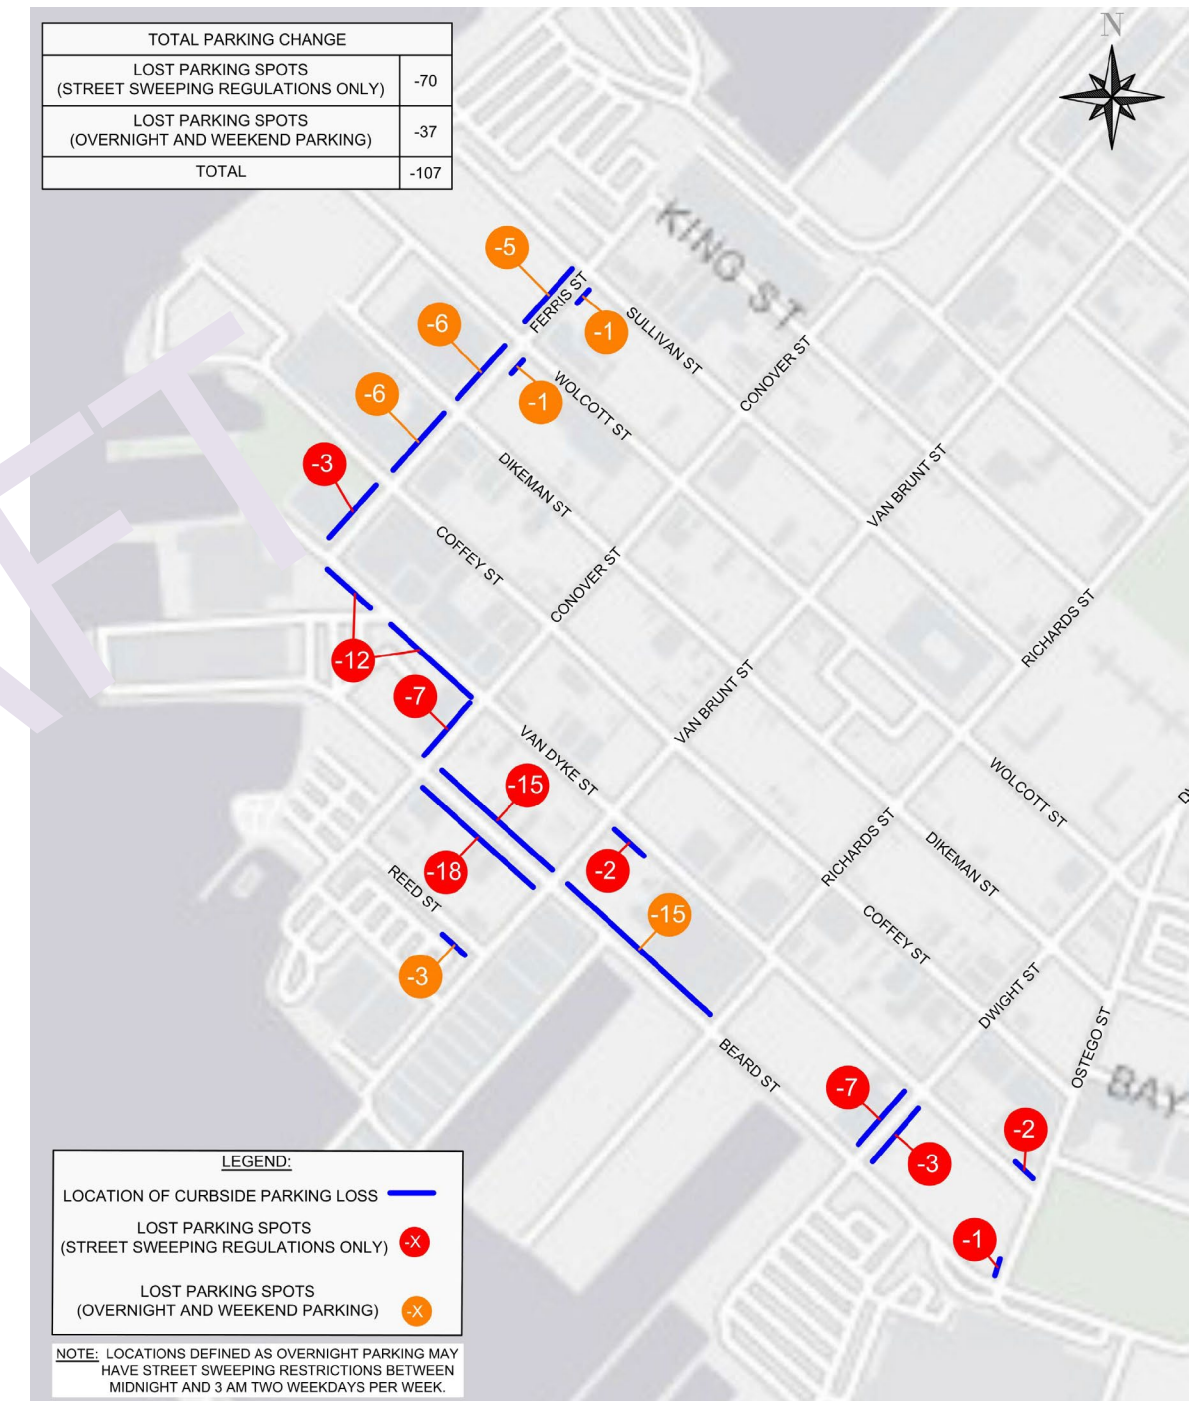 TOTAL PARKING CHANGE
LOST PARKING SPOTS
(STREET SWEEPING REGULATIONS ONLY)
-70
LOST PARKING SPOTS
(OVERNIGHT AND WEEKEND PARKING)
-37
TOTAL
-107
N
KING ST
-5
FERRIS ST
-1
SULLIVAN ST
-6
CONOVER ST
-6
-1
WOLCOTT ST
-3
DIKEMAN ST
VAN BRUNT ST
COFFEY ST
CONOVER ST
RICHARDS ST
-12
-7
VAN BRUNT ST
VAN DYKE ST
-15
WOLCOTT ST
-18
-2
RICHARDS ST
DIKEMAN ST
REED ST
-15
COFFEY ST
-3
DWIGHT ST
OSTEGO ST
BEARD ST
BAY
-7
-2
-3
-1
LEGEND:
LOCATION OF CURBSIDE PARKING LOSS
LOST PARKING SPOTS
(STREET SWEEPING REGULATIONS ONLY)
-X
LOST PARKING SPOTS
(OVERNIGHT AND WEEKEND PARKING)
-X
NOTE: LOCATIONS DEFINED AS OVERNIGHT PARKING MAY
HAVE STREET SWEEPING RESTRICTIONS BETWEEN
MIDNIGHT AND 3 AM TWO WEEKDAYS PER WEEK.